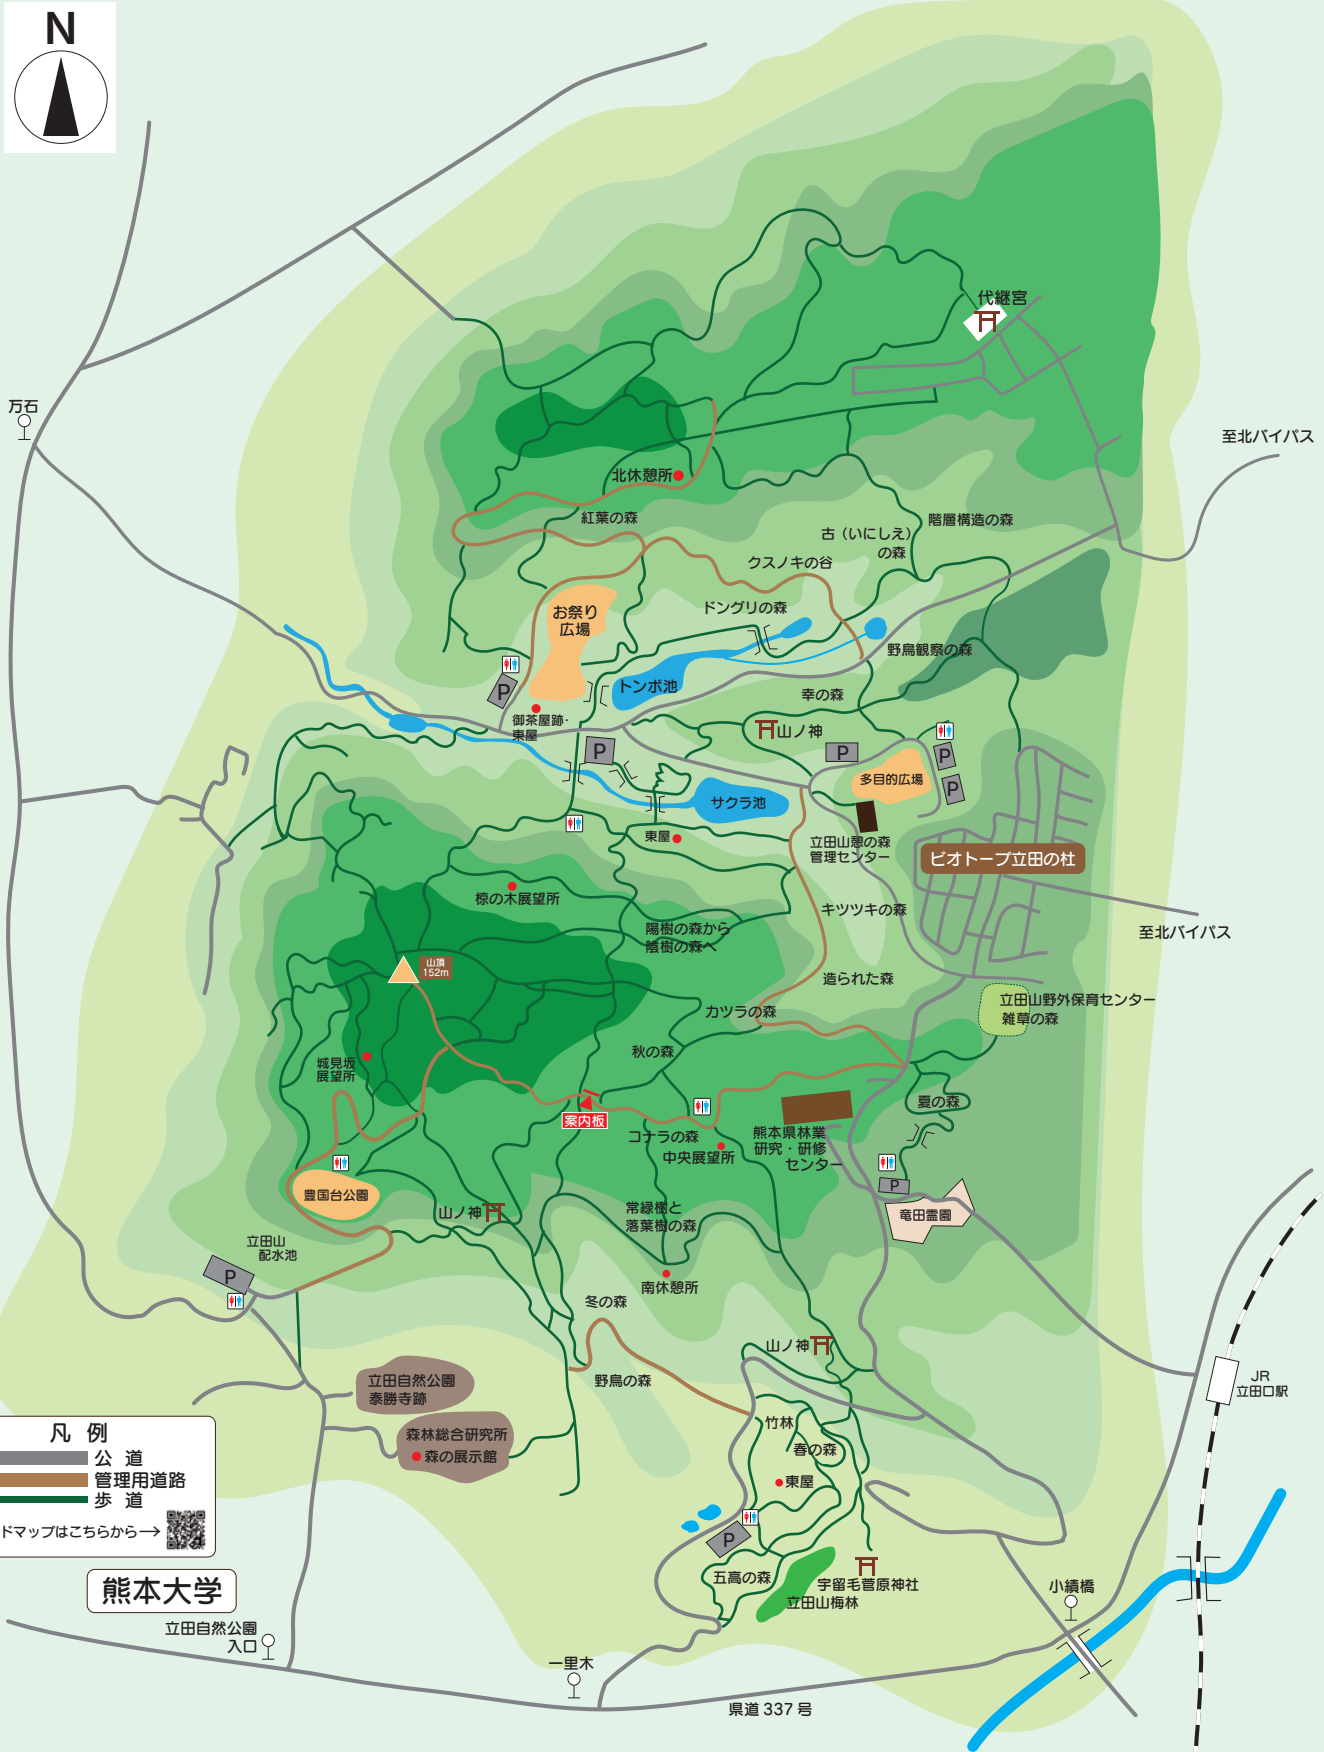 N
代継宮
万石
至北バイパス
北休憩所
紅葉の森
階層構造の森
古（いにしえ）
の森
クスノキの谷
ドングリの森
お祭り
広場
野鳥観察の森
P
トンボ池
幸の森
御茶屋跡・
東屋
山ノ神
P
P
P
多目的広場
P
サクラ池
東屋
立田山憩の森
管理センター
ビオトープ立田の杜
椋の木展望所
キツツキの森
至北バイパス
陽樹の森から
陰樹の森へ
山頂
152m
造られた森
立田山野外保育センター
雑草の森
カツラの森
秋の森
城見坂
展望所
夏の森
案内板
コナラの森
中央展望所
熊本県林業
研究・研修
センター
P
豊国台公園
山ノ神
常緑樹と
落葉樹の森
竜田霊園
立田山
配水池
P
南休憩所
冬の森
山ノ神
立田自然公園
泰勝寺跡
野鳥の森
JR
立田口駅
凡 例
公 道
管理用道路
歩 道
ドマップはこちらから→
森林総合研究所
森の展示館
竹林
春の森
東屋
P
五高の森
宇留毛菅原神社
立田山梅林
熊本大学
小績橋
立田自然公園
入口
一里木
県道 337 号